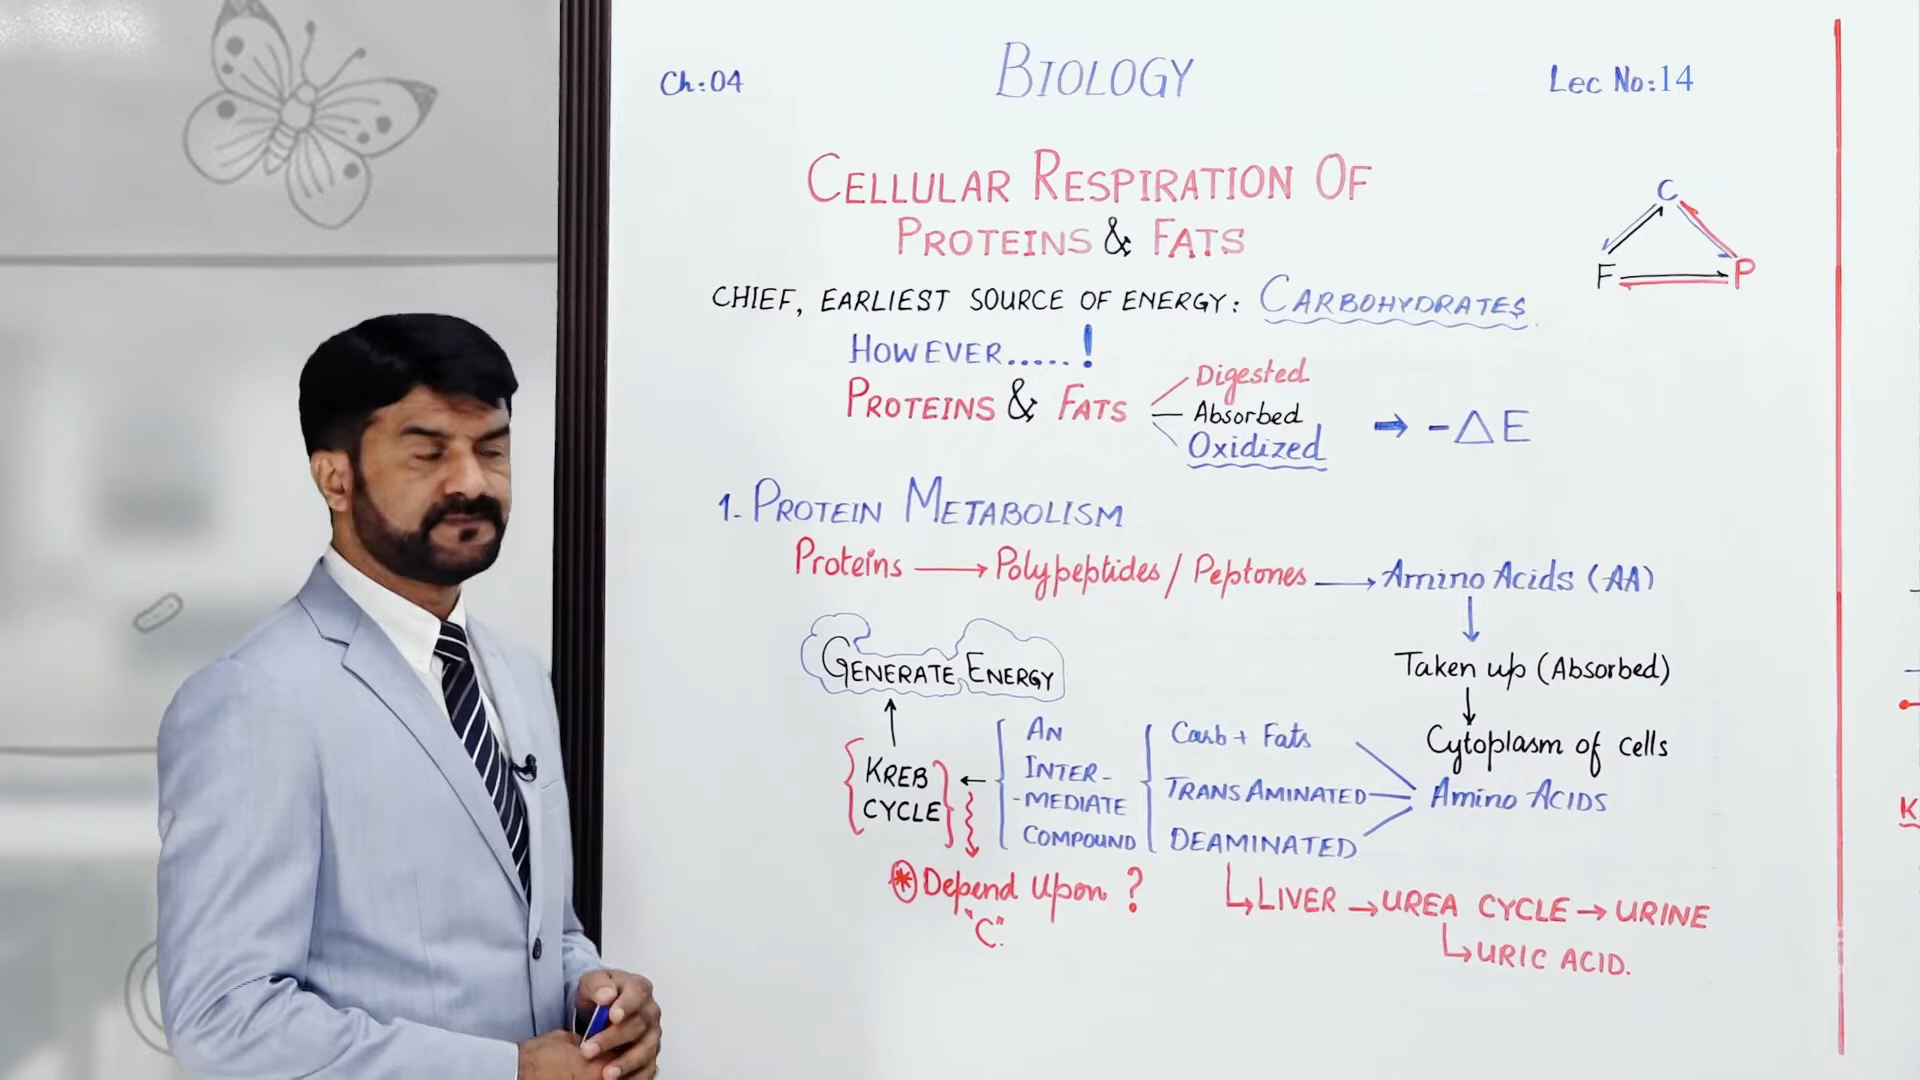 Ch:04
BIOLOGY
Lec No:14
CELLULAR RESPIRATION OF
PROTEINS & FATS
C
F P
CHIEF, EARLIEST SOURCE OF ENERGY: CARBOHYDRATES
HOWEVER.....!
PROTEINS & FATS
Digested
Absorbed
Oxidized
→ -△E
1. PROTEIN METABOLISM
Proteins → Polypeptides / Peptones → Amino Acids (AA)
Taken up (Absorbed)
Cytoplasm of cells
Amino ACIDS
Carb + Fats
TRANSAMINATED
DEAMINATED
AN
INTER-
-MEDIATE
COMPOUND
KREB
CYCLE
GENERATE ENERGY
* Depend Upon ?
"C".
LIVER → UREA CYCLE → URINE
URIC ACID.
K